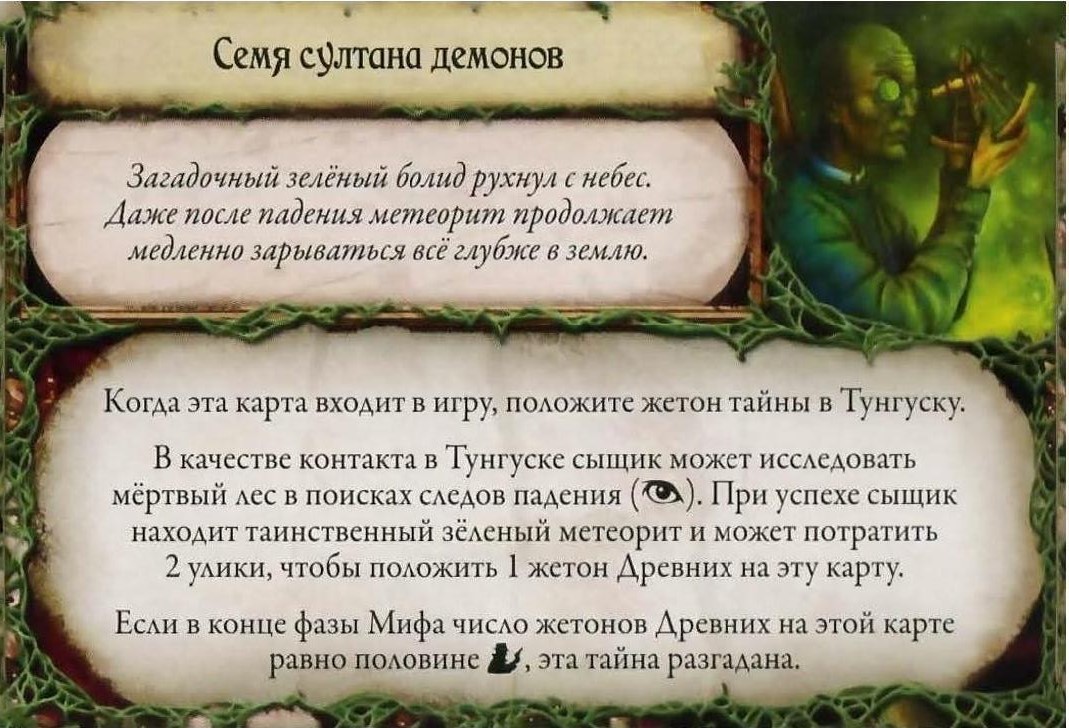 Семя султана демонов
Загадочный зелёный болид рухнул с небес.
Даже после падения метеорит продолжает
медленно зарываться всё глубже в землю.
Когда эта карта входит в игру, положите жетон тайны в Тунгуску.
В качестве контакта в Тунгуске сыщик может исследовать
мёртвый лес в поисках следов падения (). При успехе сыщик
находит таинственный зёленый метеорит и может потратить
2 улики, чтобы положить 1 жетон Древних на эту карту.
Если в конце фазы Мифа число жетонов Древних на этой карте
равно половине , эта тайна разгадана.